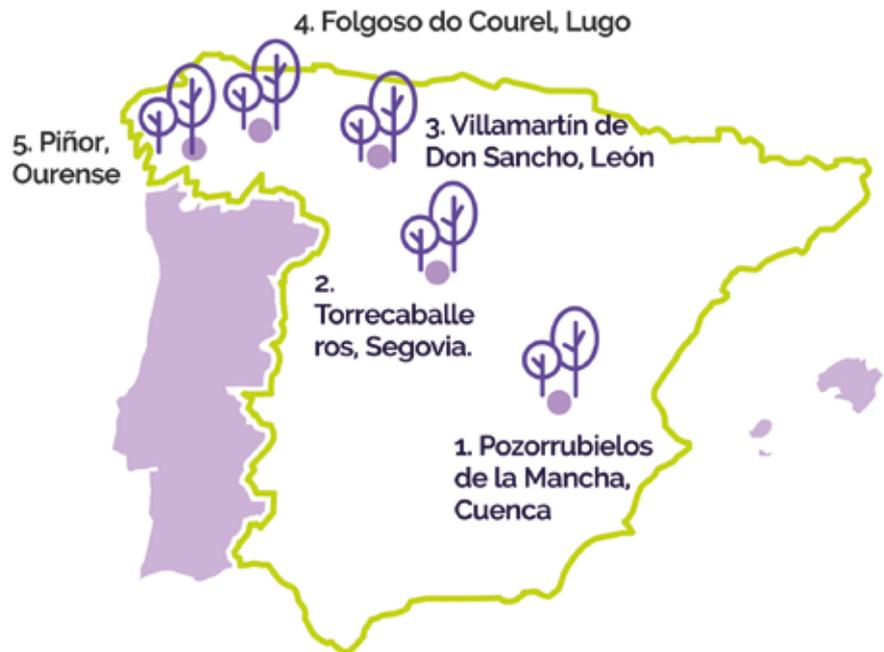 4. Folgoso do Courel, Lugo
5. Piñor,
Ourense
3. Villamartín de
Don Sancho, León
2.
Torrecaballe
ros, Segovia.
1. Pozorrubielos
de la Mancha,
Cuenca